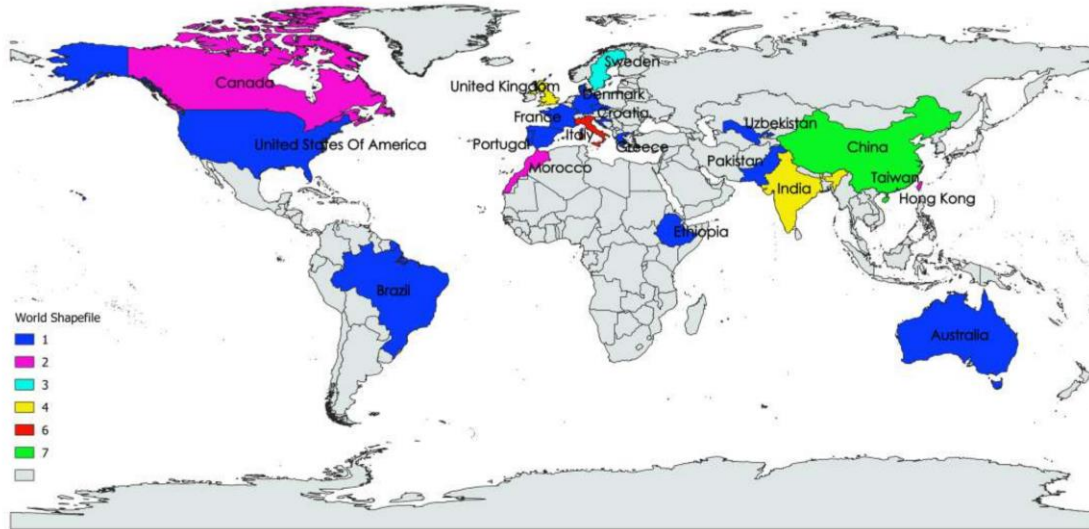 Sweden
Canada
United Kingdom
Denmark
France
Croatia
Uzbekistan
United States Of America
Portugal
Italy
Greece
China
Pakistan
Morocco
Taiwan
India
Hong Kong
Ethiopia
Brazil
Australia
World Shapefile
1
2
3
4
6
7